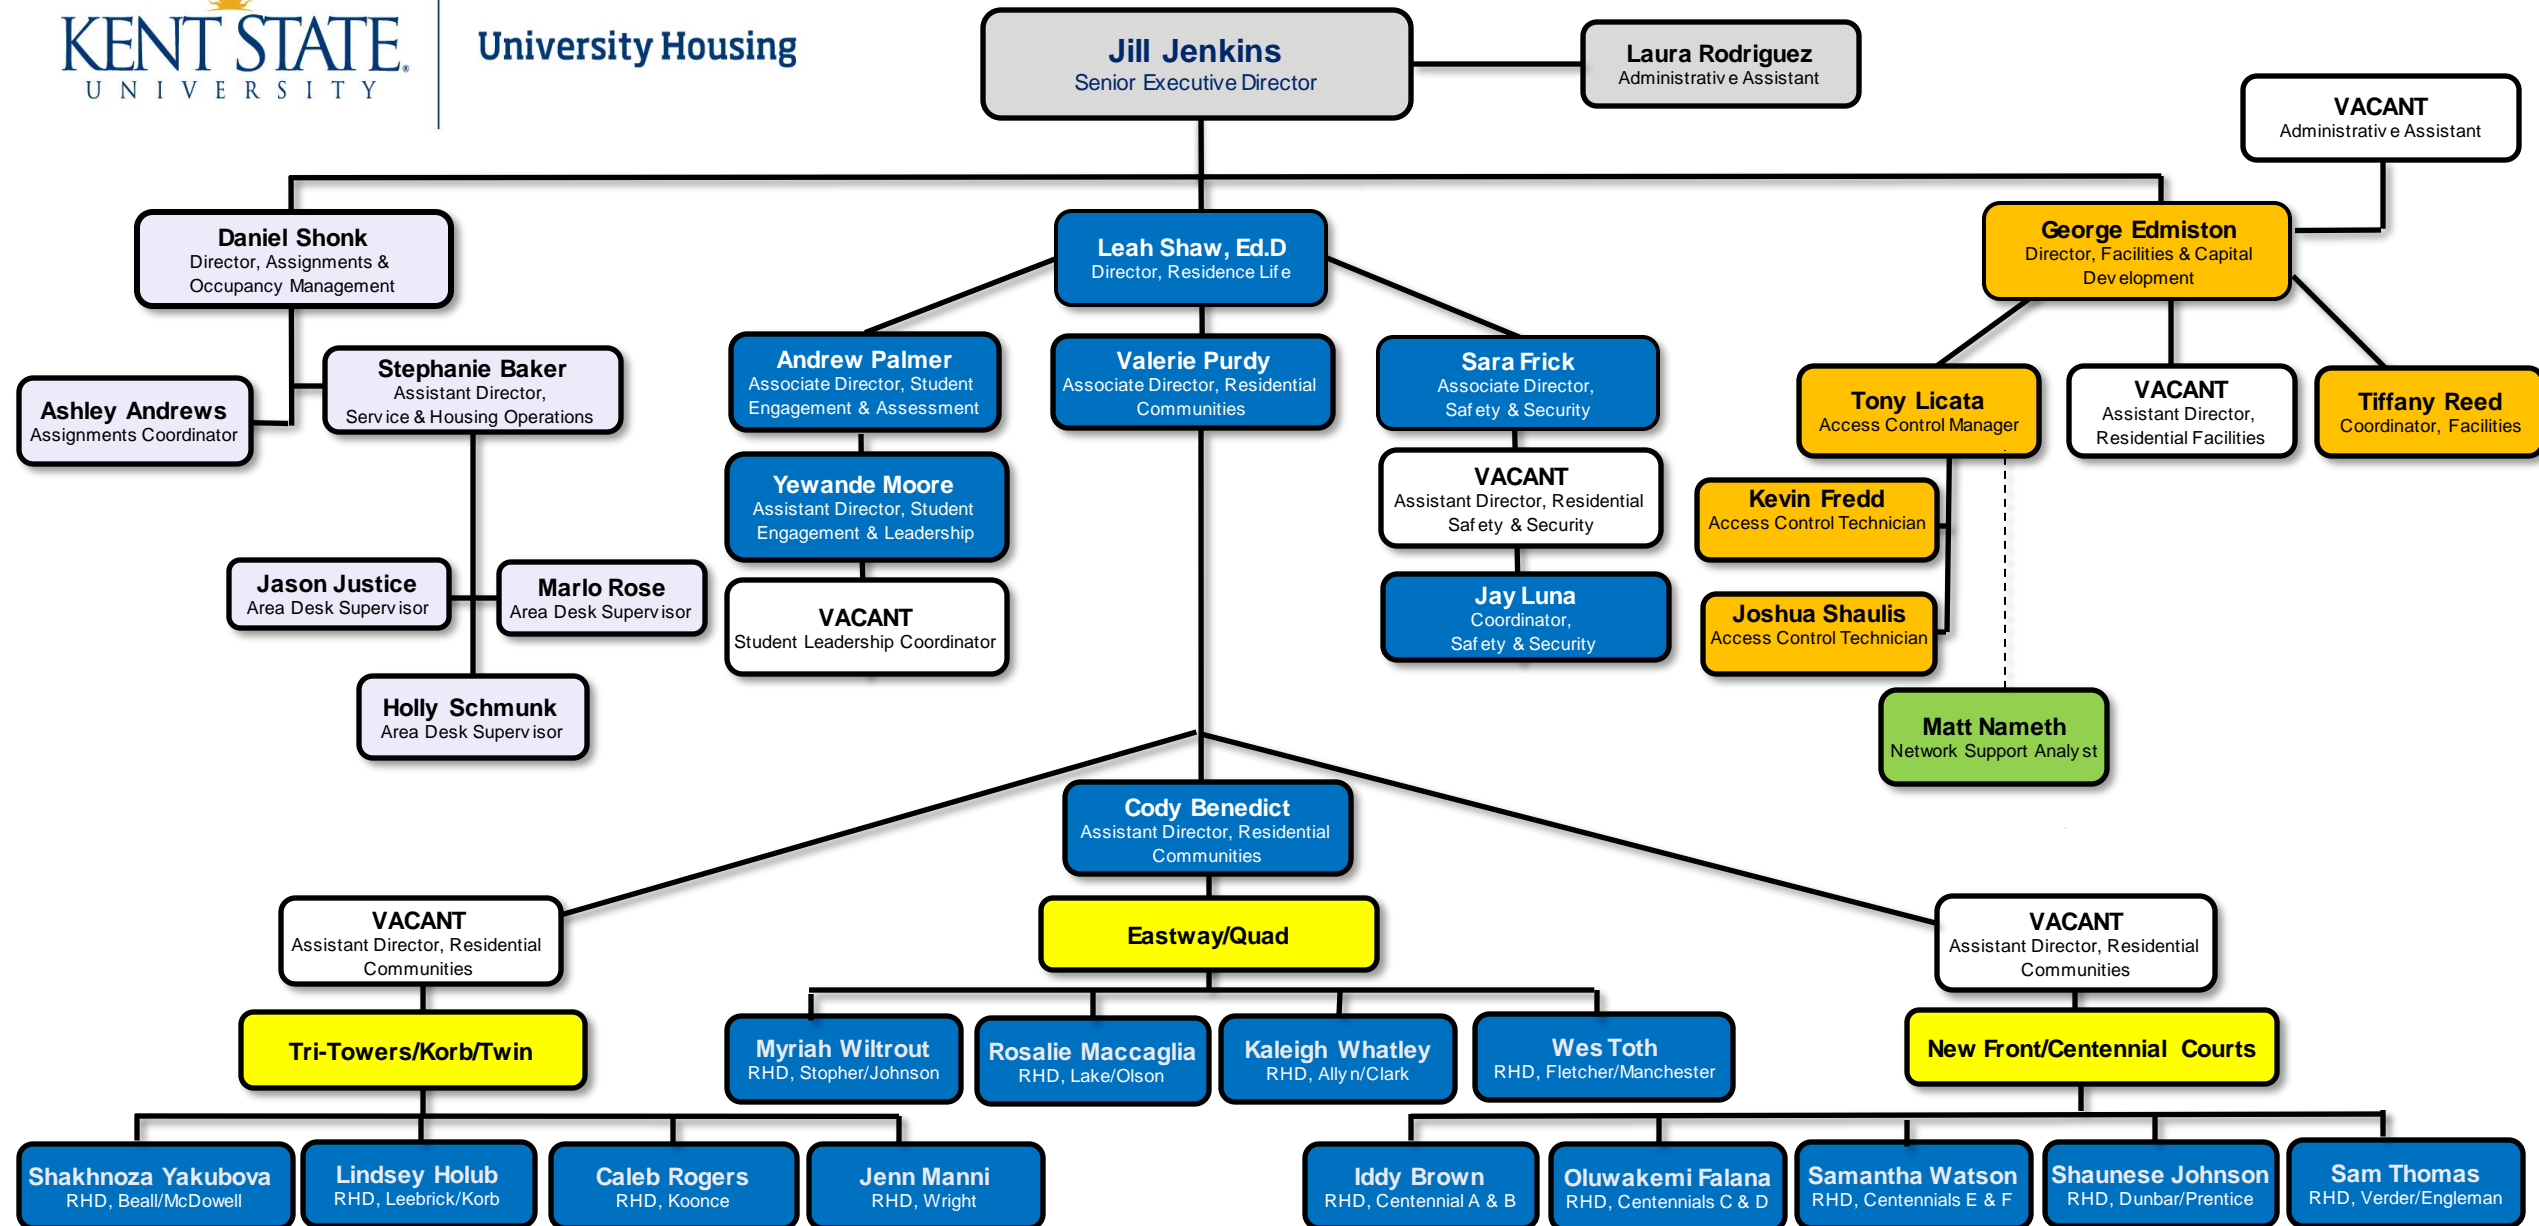 KENT STATE
UNIVERSITY
University Housing
Jill Jenkins
Senior Executive Director
Laura Rodriguez
Administrative Assistant
VACANT
Administrative Assistant
Daniel Shonk
Director, Assignments &
Occupancy Management
Leah Shaw, Ed.D
Director, Residence Life
George Edmiston
Director, Facilities & Capital
Development
Ashley Andrews
Assignments Coordinator
Stephanie Baker
Assistant Director,
Service & Housing Operations
Andrew Palmer
Associate Director, Student
Engagement & Assessment
Valerie Purdy
Associate Director, Residential
Communities
Sara Frick
Associate Director,
Safety & Security
Tony Licata
Access Control Manager
VACANT
Assistant Director,
Residential Facilities
Tiffany Reed
Coordinator, Facilities
Yewande Moore
Assistant Director, Student
Engagement & Leadership
VACANT
Assistant Director, Residential
Safety & Security
Kevin Fredd
Access Control Technician
Jason Justice
Area Desk Supervisor
Marlo Rose
Area Desk Supervisor
VACANT
Student Leadership Coordinator
Jay Luna
Coordinator,
Safety & Security
Joshua Shaulis
Access Control Technician
Holly Schmunk
Area Desk Supervisor
Matt Nameth
Network Support Analyst
Cody Benedict
Assistant Director, Residential
Communities
VACANT
Assistant Director, Residential
Communities
Eastway/Quad
VACANT
Assistant Director, Residential
Communities
Tri-Towers/Korb/Twin
Myriah Wiltrout
RHD, Stopher/Johnson
Rosalie Maccaglia
RHD, Lake/Olson
Kaleigh Whatley
RHD, Allyn/Clark
Wes Toth
RHD, Fletcher/Manchester
New Front/Centennial Courts
Shakhnoza Yakubova
RHD, Beall/McDowell
Lindsey Holub
RHD, Leebrick/Korb
Caleb Rogers
RHD, Koonce
Jenn Manni
RHD, Wright
Iddy Brown
RHD, Centennial A & B
Oluwakemi Falana
RHD, Centennials C & D
Samantha Watson
RHD, Centennials E & F
Shaunese Johnson
RHD, Dunbar/Prentice
Sam Thomas
RHD, Verder/Engleman